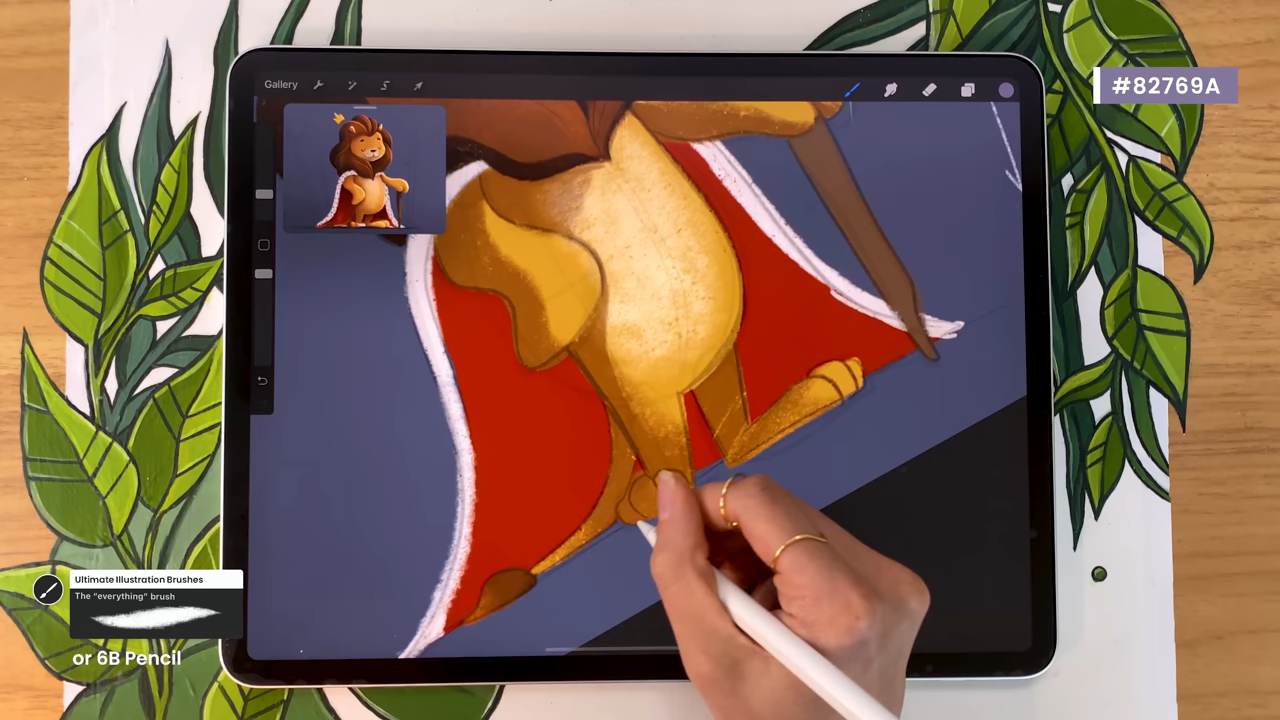 Gallery
#82769A
Ultimate Illustration Brushes
The "everything" brush
or 6B Pencil